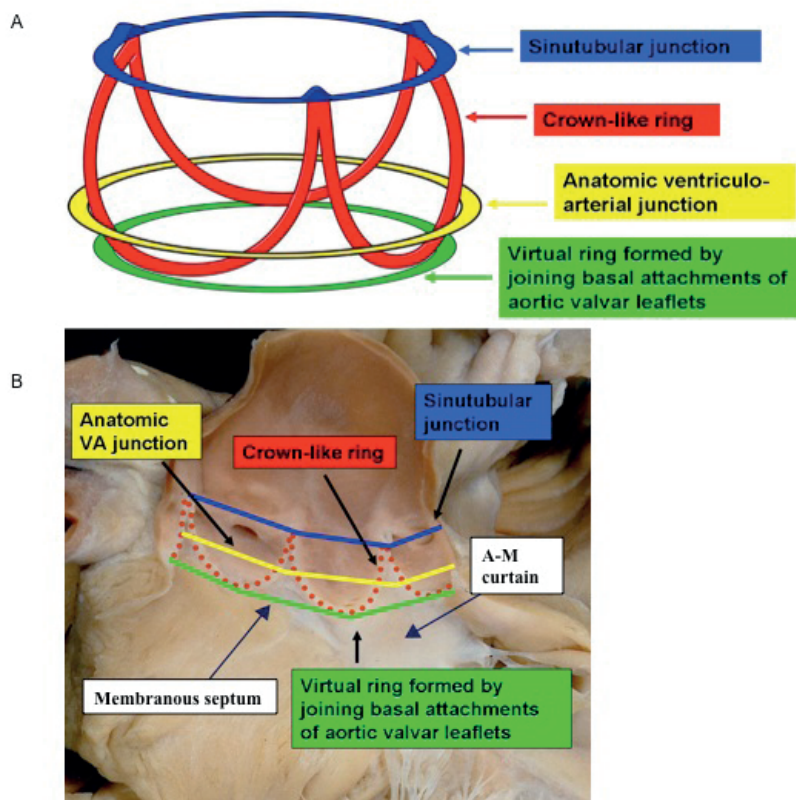 A
Sinutubular junction
Crown-like ring
Anatomic ventriculo-
arterial junction
Virtual ring formed by
joining basal attachments of
aortic valvar leaflets
B
Anatomic
VA junction
Sinutubular
junction
Crown-like ring
A-M
curtain
Membranous septum
Virtual ring formed by
joining basal attachments
of aortic valvar leaflets